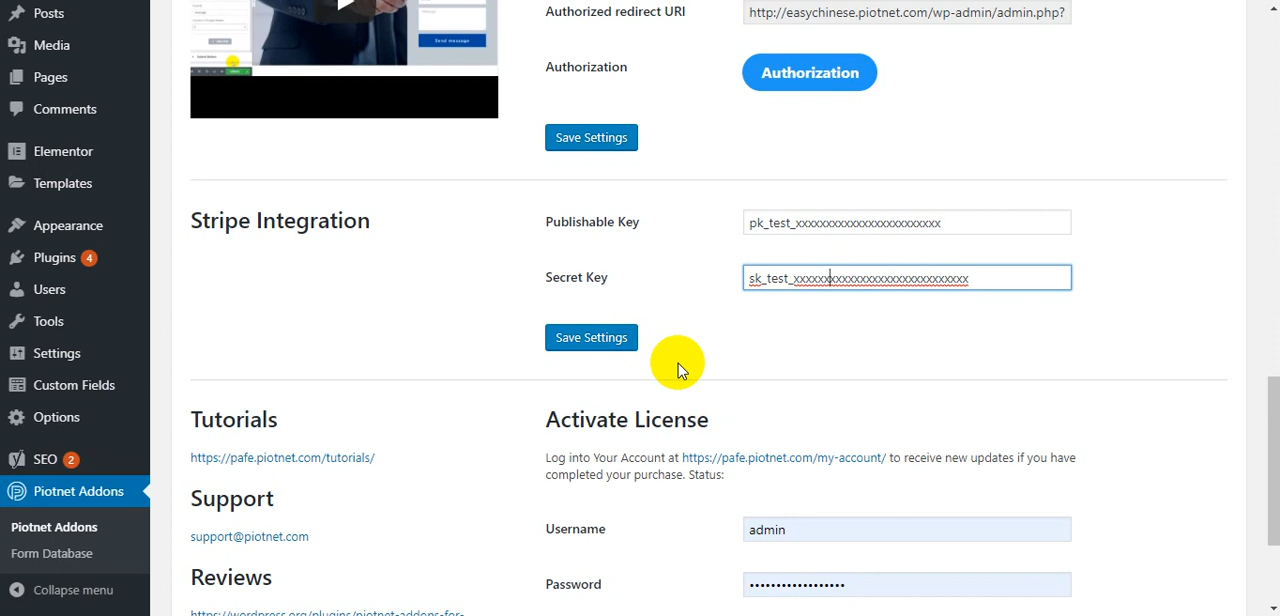 Posts
Media
Pages
Comments
Elementor
Templates
Appearance
Plugins 4
Users
Tools
Settings
Custom Fields
Options
SEO 2
Piotnet Addons
Piotnet Addons
Form Database
Collapse menu
Send message
Authorized redirect URI
http://easychinese.piotnet.com/wp-admin/admin.php?
Authorization
Authorization
Save Settings
Stripe Integration
Publishable Key
pk_test_xxxxxxxxxxxxxxxxxxxxxxxx
Secret Key
sk_test_xxxxxxxxxxxxxxxxxxxxxxxxxxxxx
Save Settings
Tutorials
https://pafe.piotnet.com/tutorials/
Support
support@piotnet.com
Reviews
https://wordpress.org/plugins/piotnet-addons-for-
Activate License
Log into Your Account at https://pafe.piotnet.com/my-account/ to receive new updates if you have
completed your purchase. Status:
Username
admin
Password
••••••••••••••••••